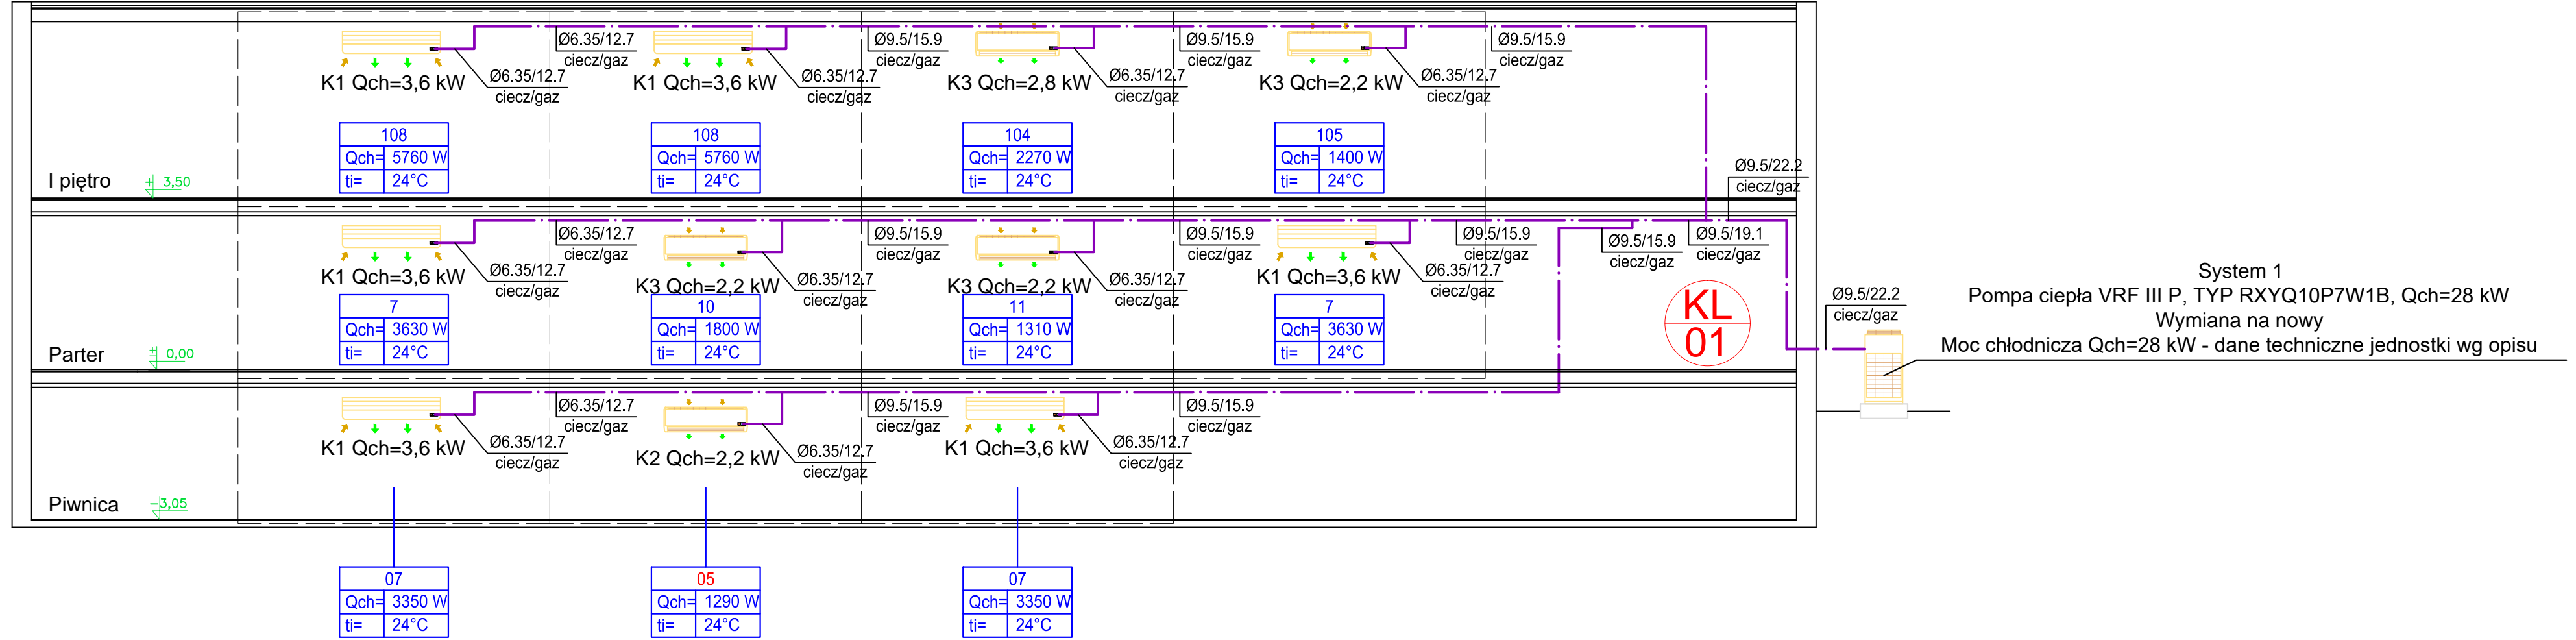 Ø6.35/12.7
ciecz/gaz
Ø9.5/15.9
ciecz/gaz
Ø9.5/15.9
ciecz/gaz
Ø9.5/15.9
ciecz/gaz
Ø6.35/12.7
ciecz/gaz
Ø6.35/12.7
ciecz/gaz
Ø6.35/12.7
ciecz/gaz
Ø6.35/12.7
ciecz/gaz
K1 Qch=3,6 kW
K1 Qch=3,6 kW
K3 Qch=2,8 kW
K3 Qch=2,2 kW
108
Qch= 5760 W
ti= 24°C
108
Qch= 5760 W
ti= 24°C
104
Qch= 2270 W
ti= 24°C
105
Qch= 1400 W
ti= 24°C
I piętro
+ 3,50
Ø9.5/22.2
ciecz/gaz
Ø6.35/12.7
ciecz/gaz
Ø9.5/15.9
ciecz/gaz
Ø9.5/15.9
ciecz/gaz
Ø9.5/15.9
ciecz/gaz
Ø9.5/15.9
ciecz/gaz
Ø9.5/19.1
ciecz/gaz
Ø6.35/12.7
ciecz/gaz
Ø6.35/12.7
ciecz/gaz
Ø6.35/12.7
ciecz/gaz
Ø6.35/12.7
ciecz/gaz
K1 Qch=3,6 kW
K3 Qch=2,2 kW
K3 Qch=2,2 kW
K1 Qch=3,6 kW
7
Qch= 3630 W
ti= 24°C
10
Qch= 1800 W
ti= 24°C
11
Qch= 1310 W
ti= 24°C
7
Qch= 3630 W
ti= 24°C
KL
01
Parter
± 0,00
Ø9.5/22.2
ciecz/gaz
System 1
Pompa ciepła VRF III P, TYP RXYQ10P7W1B, Qch=28 kW
Wymiana na nowy
Moc chłodnicza Qch=28 kW - dane techniczne jednostki wg opisu
Ø6.35/12.7
ciecz/gaz
Ø9.5/15.9
ciecz/gaz
Ø9.5/15.9
ciecz/gaz
Ø6.35/12.7
ciecz/gaz
Ø6.35/12.7
ciecz/gaz
Ø6.35/12.7
ciecz/gaz
K1 Qch=3,6 kW
K2 Qch=2,2 kW
K1 Qch=3,6 kW
Piwnica
-3,05
07
Qch= 3350 W
ti= 24°C
05
Qch= 1290 W
ti= 24°C
07
Qch= 3350 W
ti= 24°C